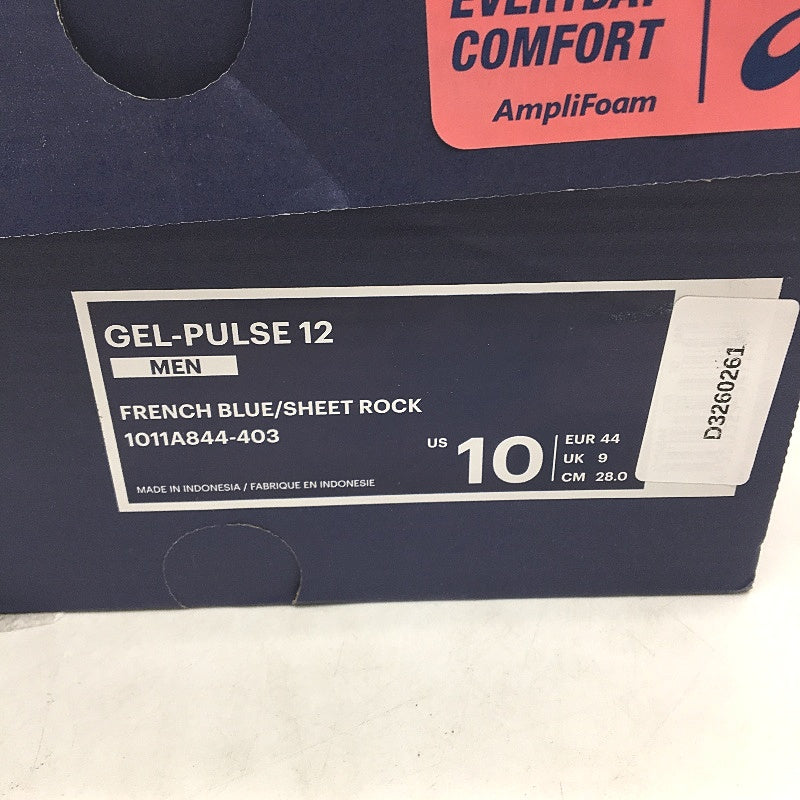 EVERYDAY
COMFORT
AmpliFoam
GEL-PULSE 12
MEN
FRENCH BLUE/SHEET ROCK
1011A844-403
US 10
EUR 44
UK 9
CM 28.0
MADE IN INDONESIA / FABRIQUE EN INDONESIE
D3260261